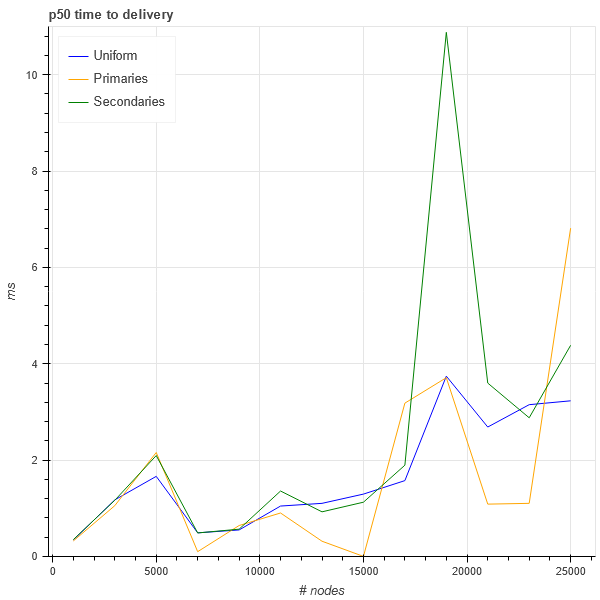 p50 time to delivery
Uniform
Primaries
Secondaries
10
8
6
4
2
0
ms
0 5000 10000 15000 20000 25000
# nodes